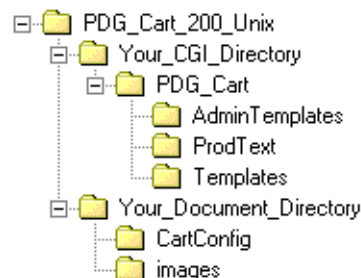 PDG_Cart_200_Unix
Your_CGI_Directory
PDG_Cart
AdminTemplates
ProdText
Templates
Your_Document_Directory
CartConfig
images